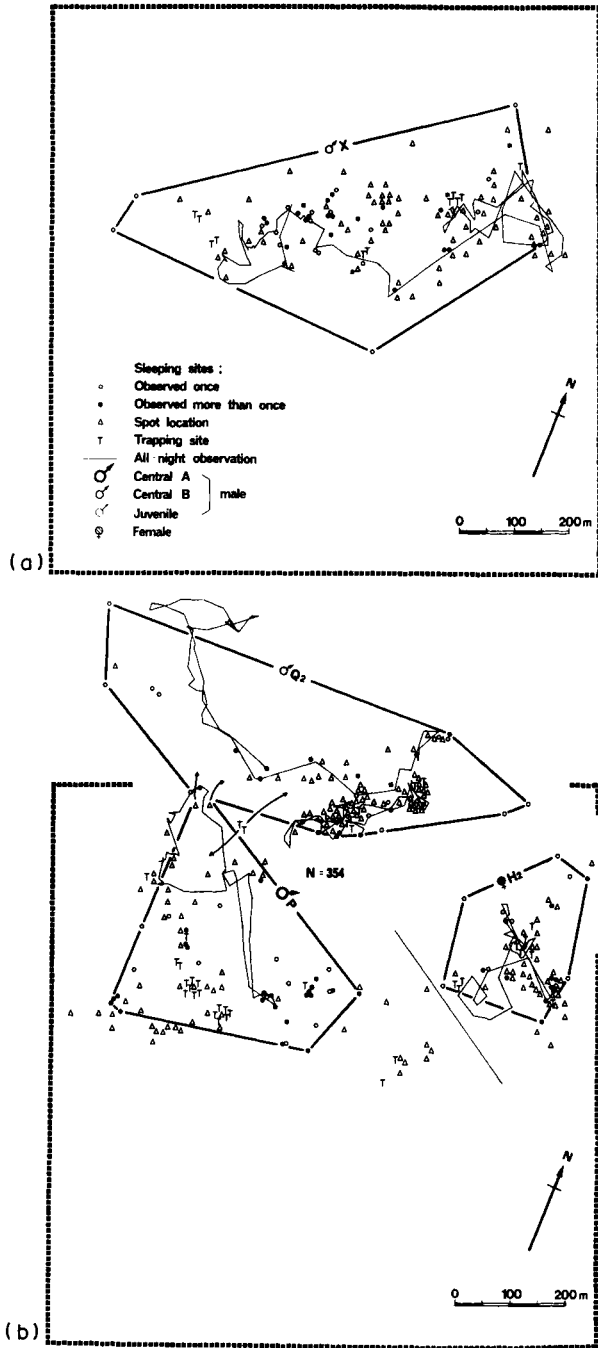 ♂ X
T T
T T
T
T T T
T
T T
Sleeping sites :
○ Observed once
● Observed more than once
△ Spot location
T Trapping site
All night observation
Central A
Central B
male
Juvenile
Female
N
0 100 200 m
(a)
♂ Q2
N = 354
♀ H2
N
0 100 200 m
(b)